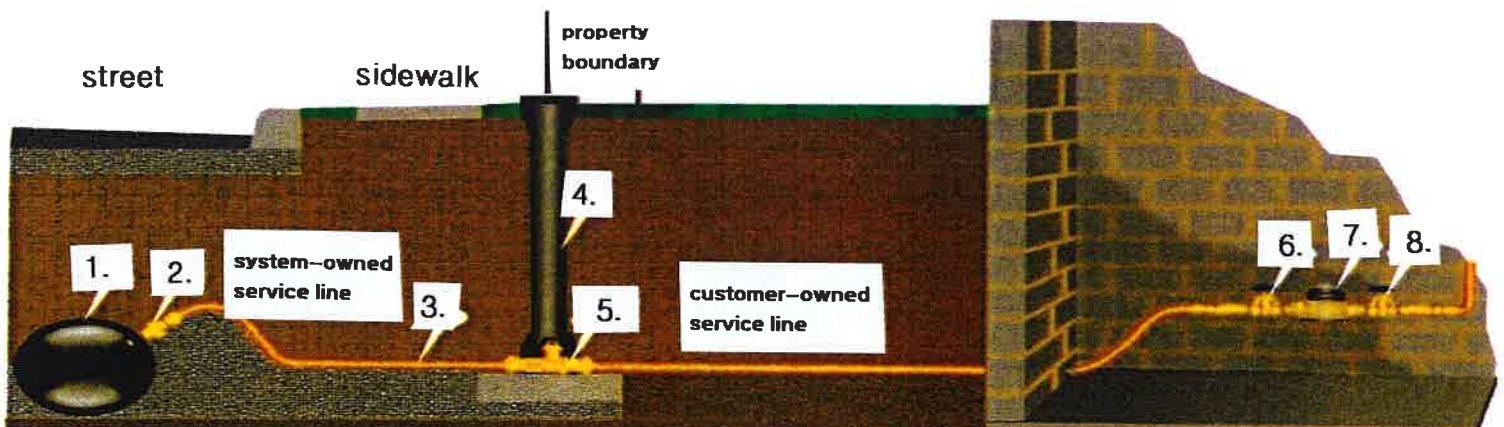 property
boundary
street
sidewalk
4.
1.
2.
system-owned
service line
3.
5.
customer-owned
service line
6.
7.
8.